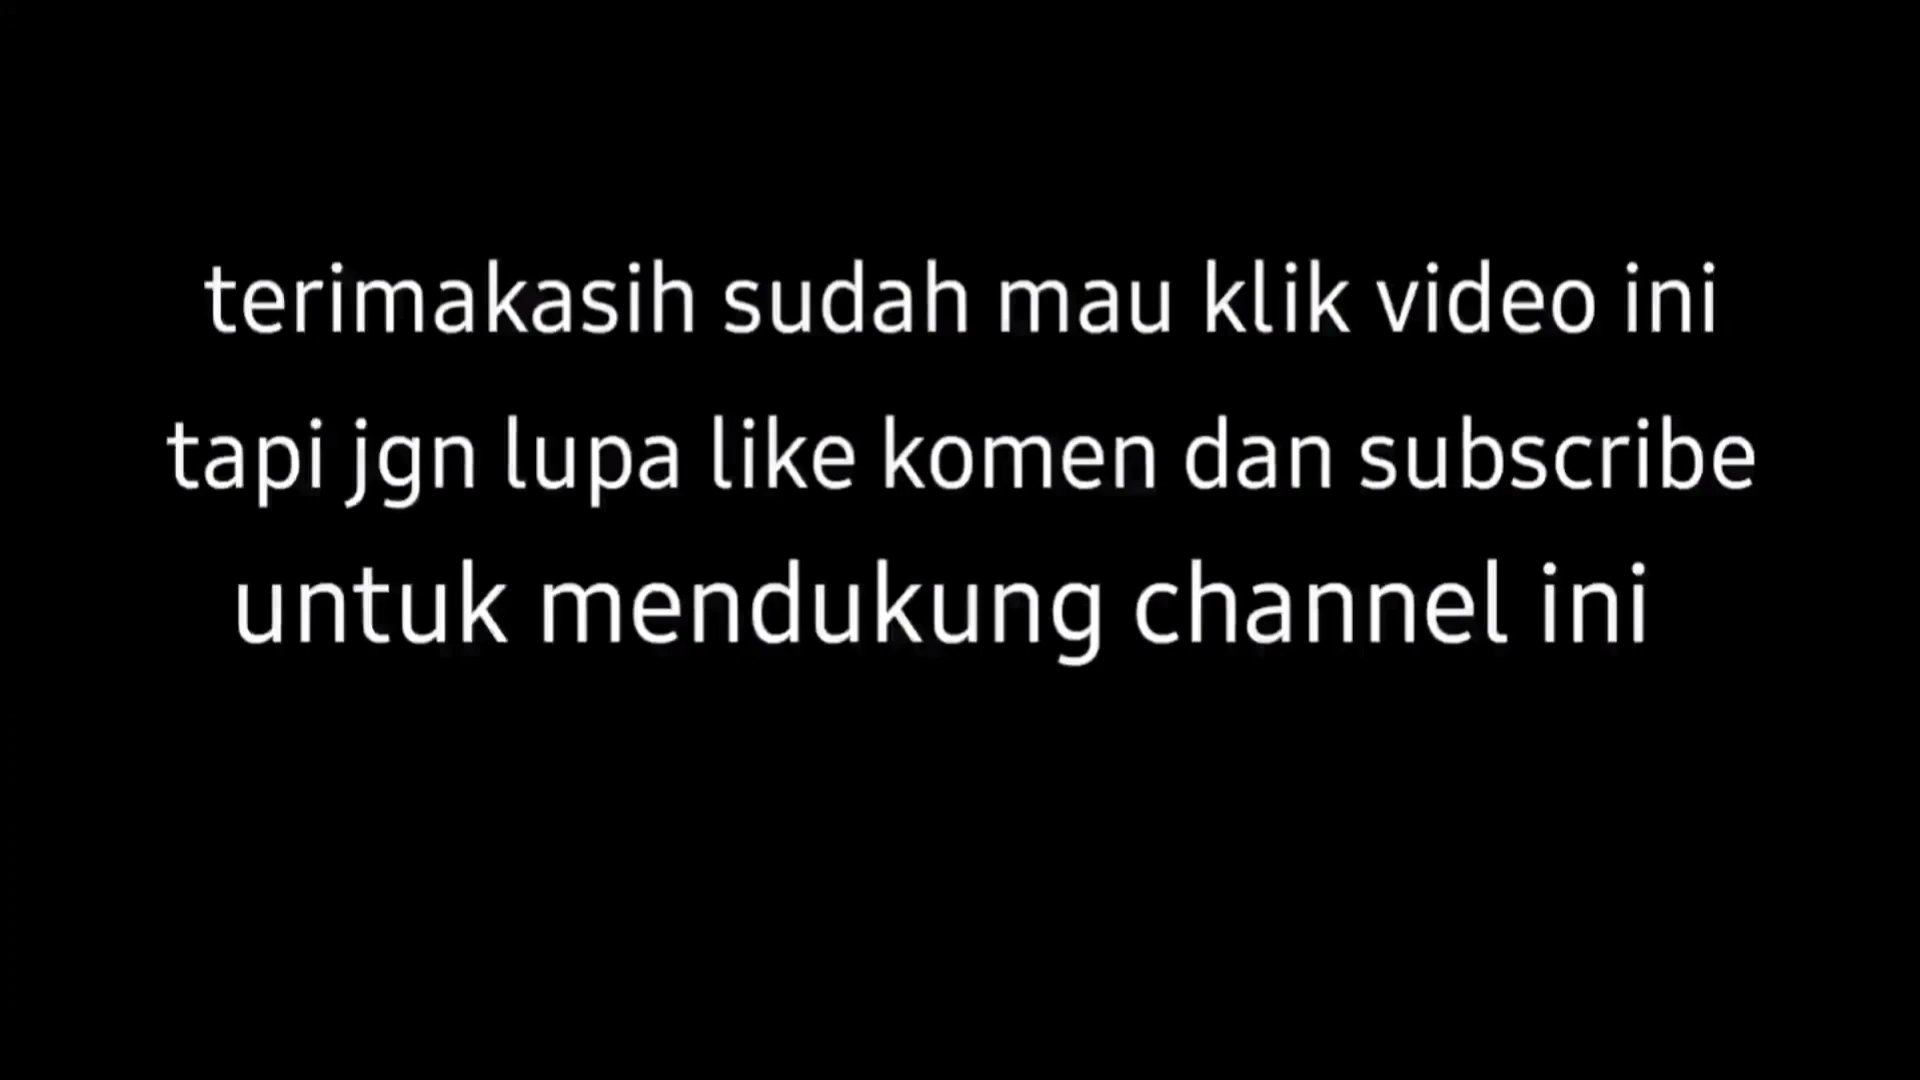 terimakasih sudah mau klik video ini
tapi jgn lupa like komen dan subscribe
untuk mendukung channel ini